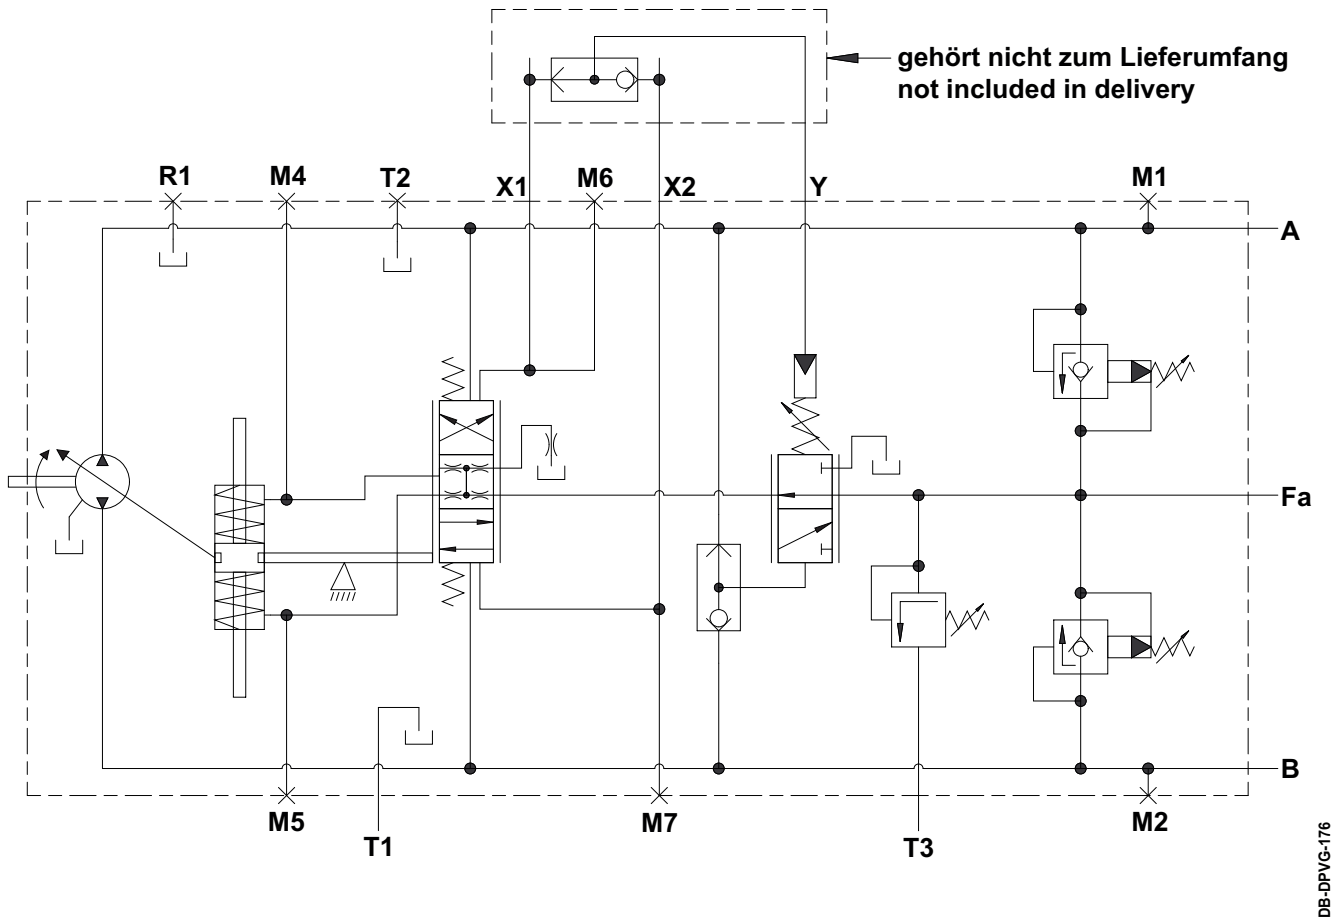 gehört nicht zum Lieferumfang
not included in delivery
R1
M4
T2
X1
M6
X2
Y
M1
A
Fa
B
M5
T1
M7
T3
M2
DB-DPVG-176